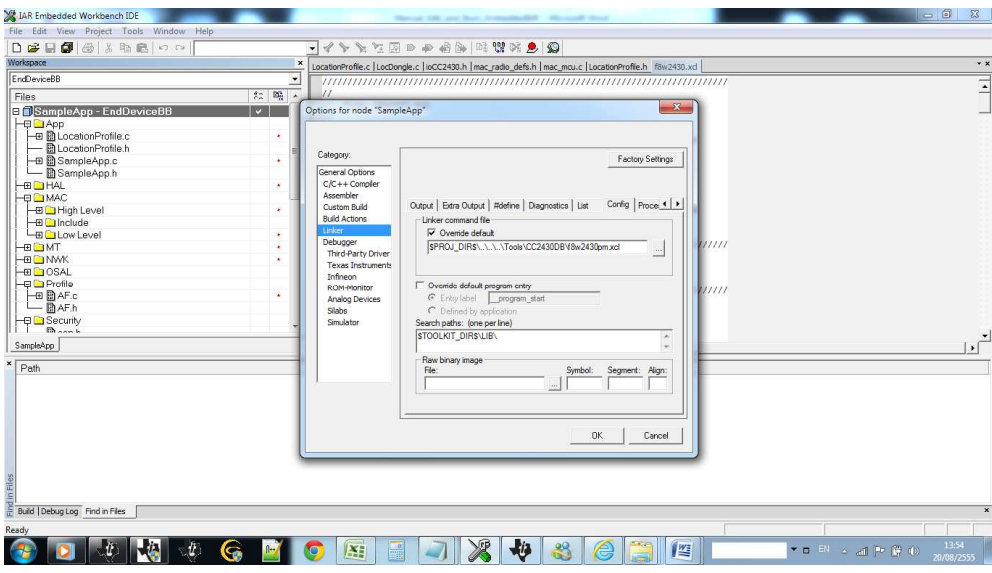 IAR Embedded Workbench IDE
File Edit View Project Tools Window Help
Workspace
EndDeviceBB
Files
SampleApp - EndDeviceBB
App
LocationProfile.c
LocationProfile.h
SampleApp.c
SampleApp.h
HAL
MAC
High Level
Include
Low Level
MT
NWK
OSAL
Profile
AF.c
AF.h
Security
SampleApp
LocationProfile.c | LocDongle.c | ioCC2430.h | mac_radio_defs.h | mac_mcu.c | LocationProfile.h f8w2430.xcl
////////////////////////////////////////////////////////////////
//
Options for node "SampleApp"
Category:
General Options
C/C++ Compiler
Assembler
Custom Build
Build Actions
Linker
Debugger
Third-Party Driver
Texas Instruments
Infineon
ROM-Monitor
Analog Devices
Silabs
Simulator
Factory Settings
Output Extra Output #define Diagnostics List Config Proces
Linker command file
Override default
$PROJ_DIR$\..\..\..\Tools\CC2430DB\f8w2430pm.xcl
...
Override default program entry
Entry label __program_start
Defined by application
Search paths: (one per line)
$TOOLKIT_DIR$\LIB\
Raw binary image
File: Symbol: Segment: Align:
...
OK Cancel
Path
Find in Files
Build Debug Log Find in Files
Ready
EN
13:54
20/08/2555